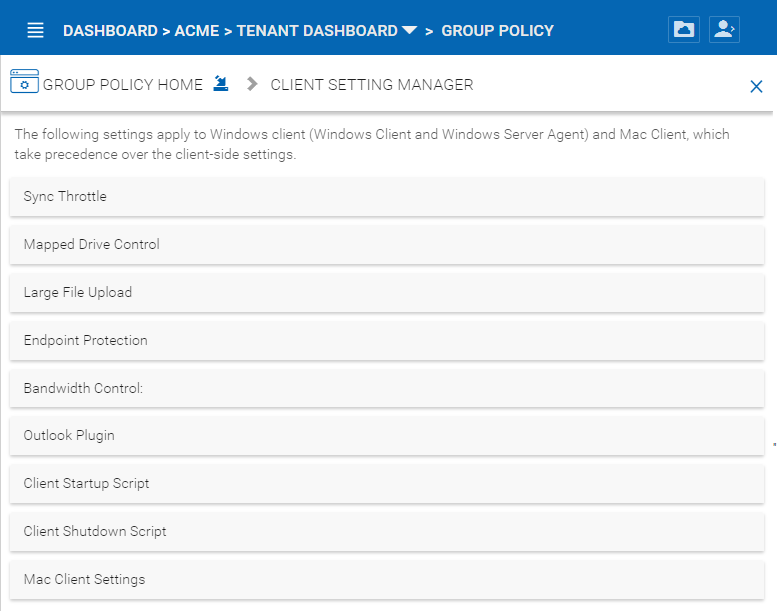 DASHBOARD > ACME > TENANT DASHBOARD > GROUP POLICY
GROUP POLICY HOME CLIENT SETTING MANAGER
The following settings apply to Windows client (Windows Client and Windows Server Agent) and Mac Client, which
take precedence over the client-side settings.
Sync Throttle
Mapped Drive Control
Large File Upload
Endpoint Protection
Bandwidth Control:
Outlook Plugin
Client Startup Script
Client Shutdown Script
Mac Client Settings